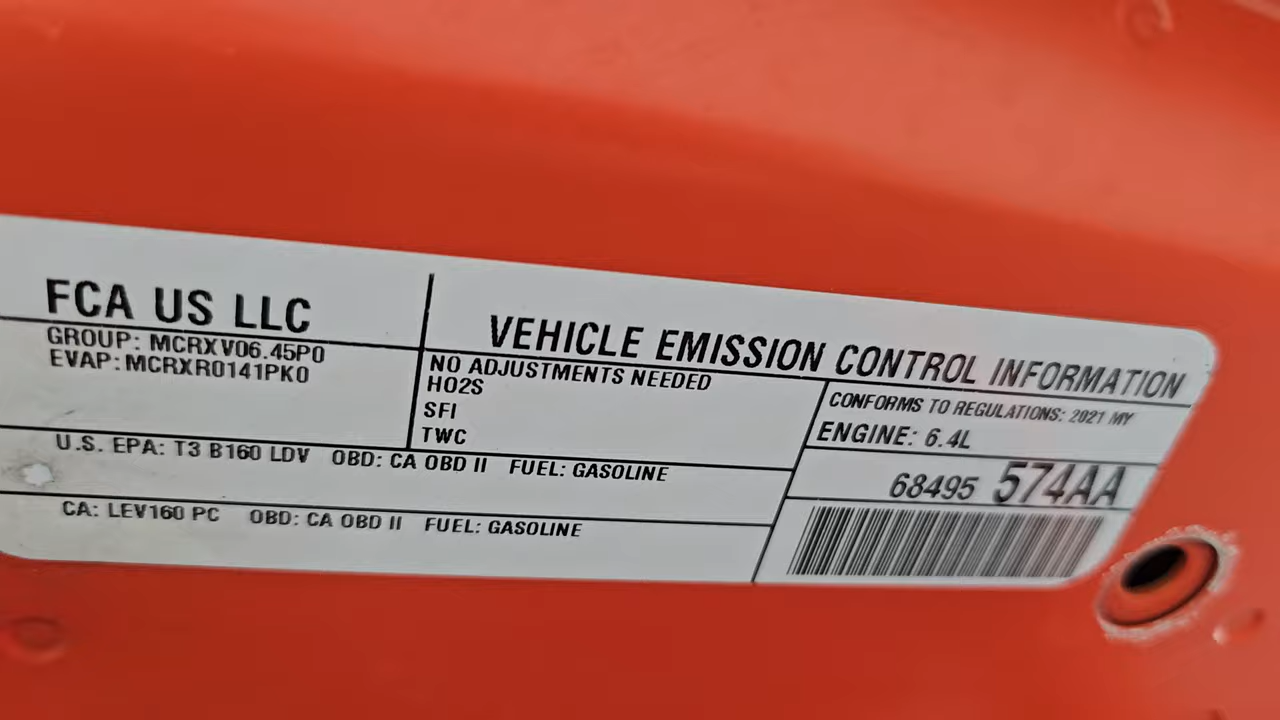 FCA US LLC
VEHICLE EMISSION CONTROL INFORMATION
GROUP: MCRXV06.45P0
EVAP: MCRXR0141PK0
NO ADJUSTMENTS NEEDED
HO2S
SFI
TWC
CONFORMS TO REGULATIONS: 2021 MY
ENGINE: 6.4L
U.S. EPA: T3 B160 LDV OBD: CA OBD II FUEL: GASOLINE
68495 574AA
CA: LEV160 PC OBD: CA OBD II FUEL: GASOLINE